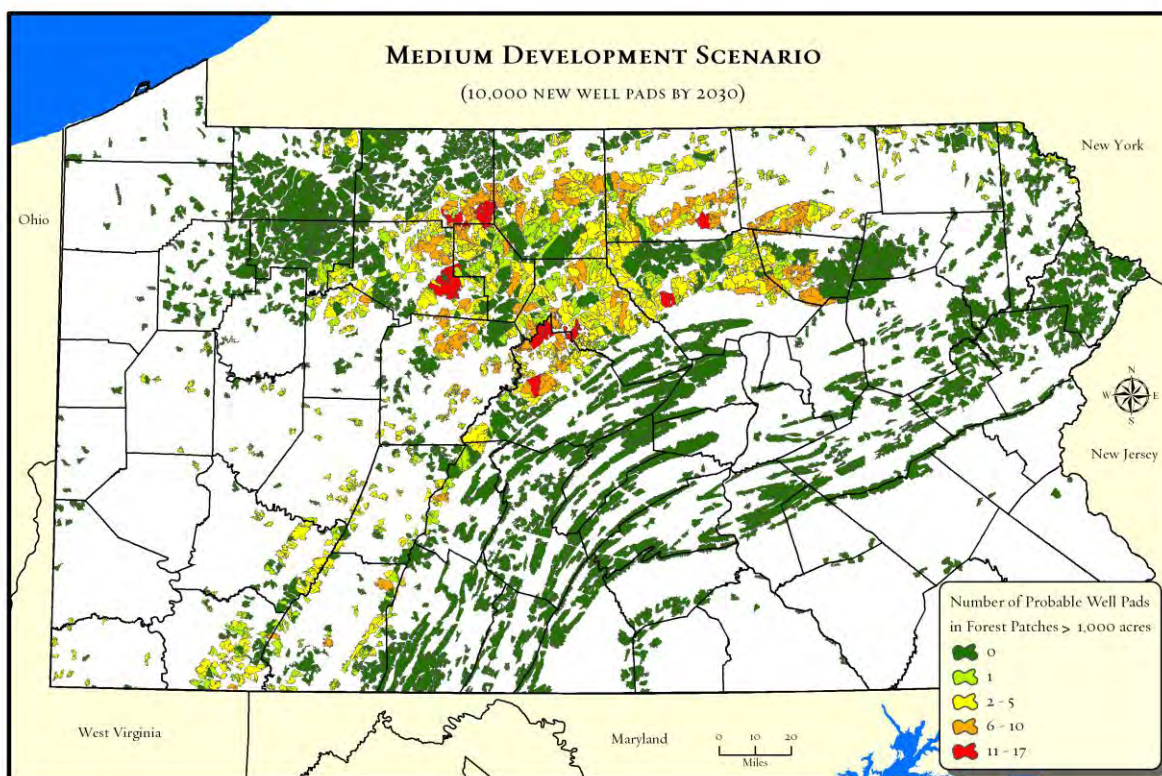 MEDIUM DEVELOPMENT SCENARIO
(10,000 NEW WELL PADS BY 2030)
New York
Ohio
N
W E
S
New Jersey
Number of Probable Well Pads
in Forest Patches > 1,000 acres
0
1
2 - 5
6 - 10
11 - 17
West Virginia
Maryland
0 10 20
Miles